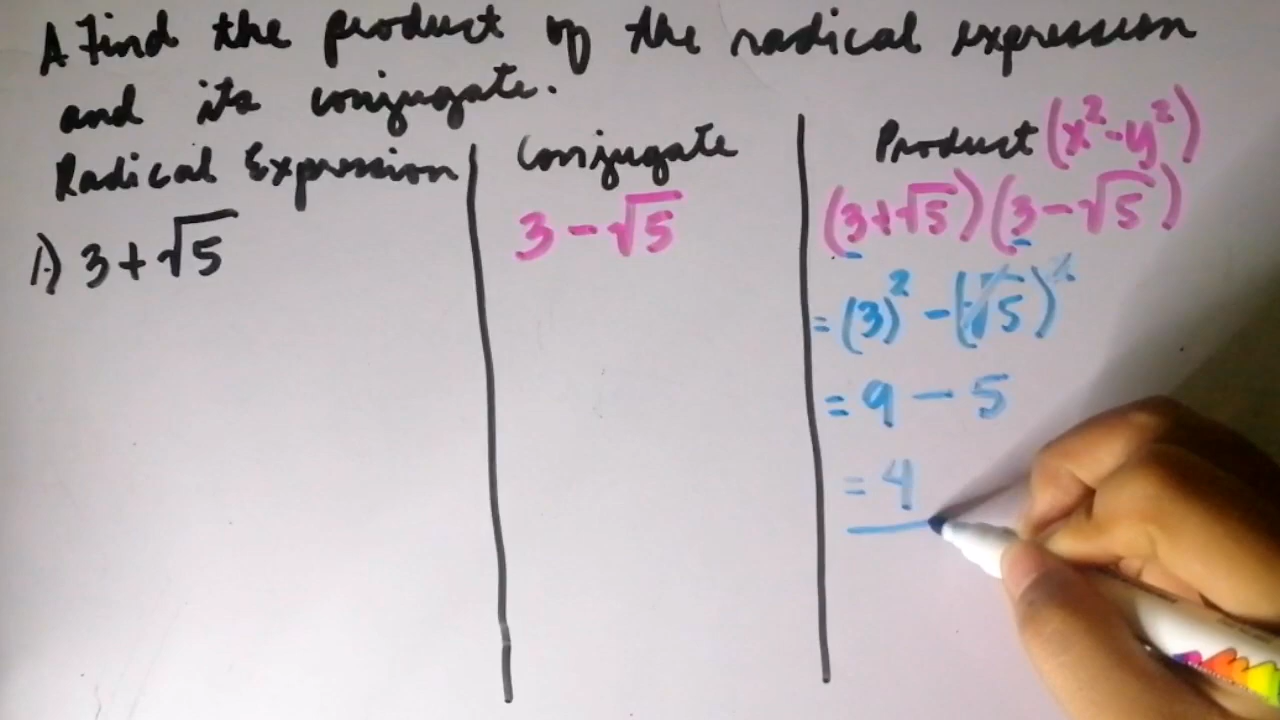 A. Find the product of the radical expression
and its conjugate.
Radical Expression | Conjugate | Product (x²-y²)
1) 3+√5 | 3-√5 | (3+√5)(3-√5)
= (3)² - (√5)²
= 9 - 5
= 4